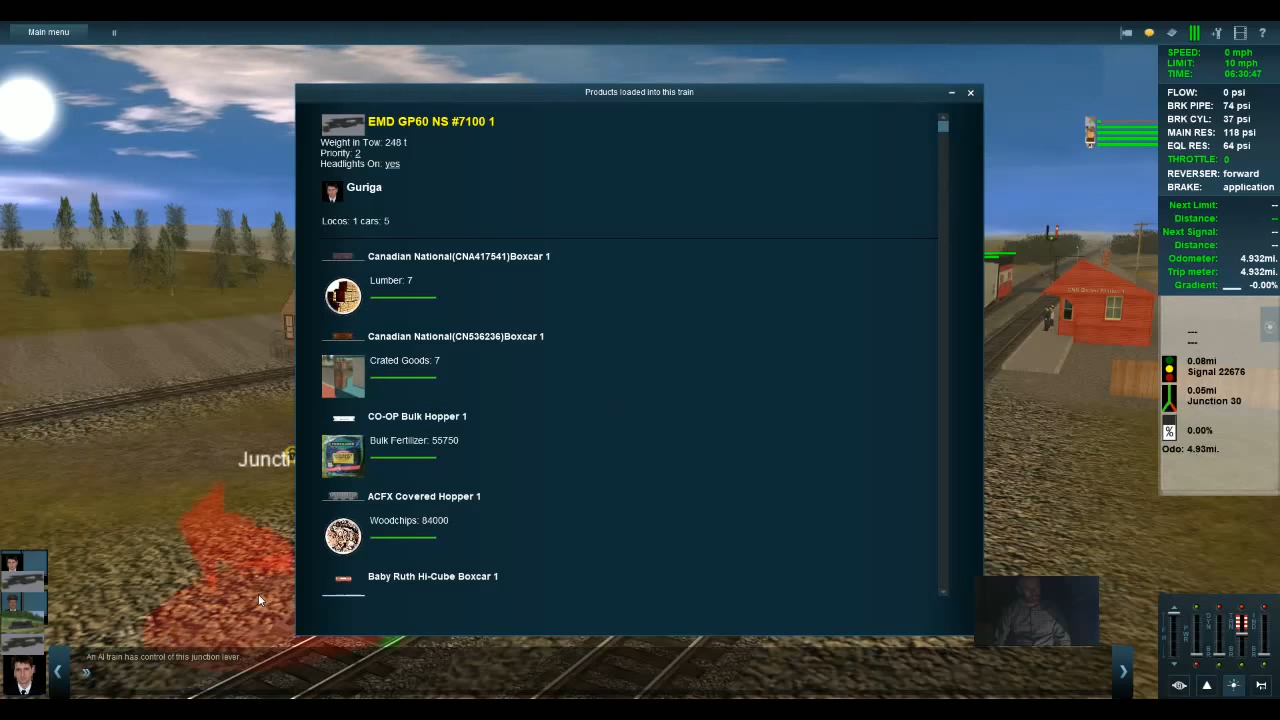 Main menu
Products loaded into this train
EMD GP60 NS #7100 1
Weight in Tow: 248 t
Priority: 2
Headlights On: yes
Guriga
Locos: 1 cars: 5
Canadian National(CNA417541)Boxcar 1
Lumber: 7
Canadian National(CN536236)Boxcar 1
Crated Goods: 7
CO-OP Bulk Hopper 1
Bulk Fertilizer: 55750
ACFX Covered Hopper 1
Woodchips: 84000
Baby Ruth Hi-Cube Boxcar 1
Juncti
An AI train has control of this junction lever.
SPEED: 0 mph
LIMIT: 10 mph
TIME: 06:30:47
FLOW: 0 psi
BRK PIPE: 74 psi
BRK CYL: 37 psi
MAIN RES: 118 psi
EQL RES: 64 psi
THROTTLE: 0
REVERSER: forward
BRAKE: application
Next Limit: --
Distance: --
Next Signal: --
Distance: --
Odometer: 4.932mi.
Trip meter: 4.932mi.
Gradient: -0.00%
---
---
0.08mi
Signal 22676
0.05mi
Junction 30
% 0.00%
Odo: 4.93mi.